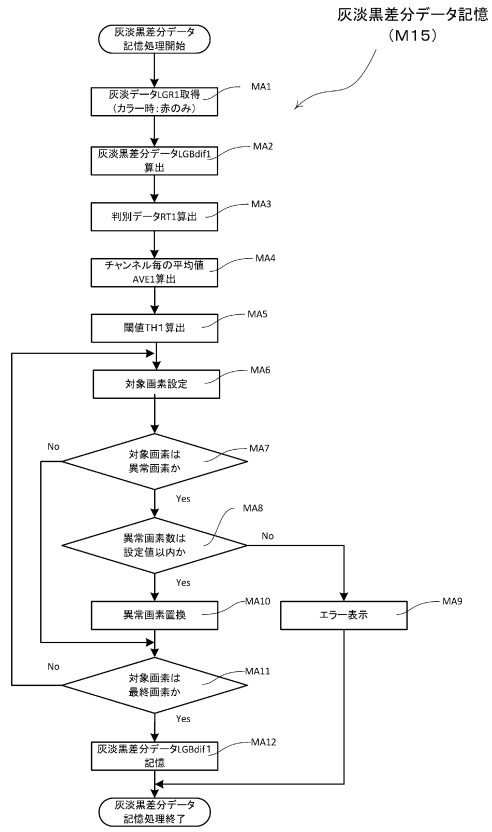 灰淡黒差分データ記憶
（M15）
灰淡黒差分データ
記憶処理開始
灰淡データLGR1取得
（カラー時：赤のみ）
MA1
灰淡黒差分データLGBdif1
算出
MA2
判別データRT1算出
MA3
チャンネル毎の平均値
AVE1算出
MA4
閾値TH1算出
MA5
対象画素設定
MA6
対象画素は
異常画素か
MA7
No
Yes
異常画素数は
設定値以内か
MA8
No
Yes
異常画素置換
MA10
エラー表示
MA9
対象画素は
最終画素か
MA11
No
Yes
灰淡黒差分データLGBdif1
記憶
MA12
灰淡黒差分データ
記憶処理終了